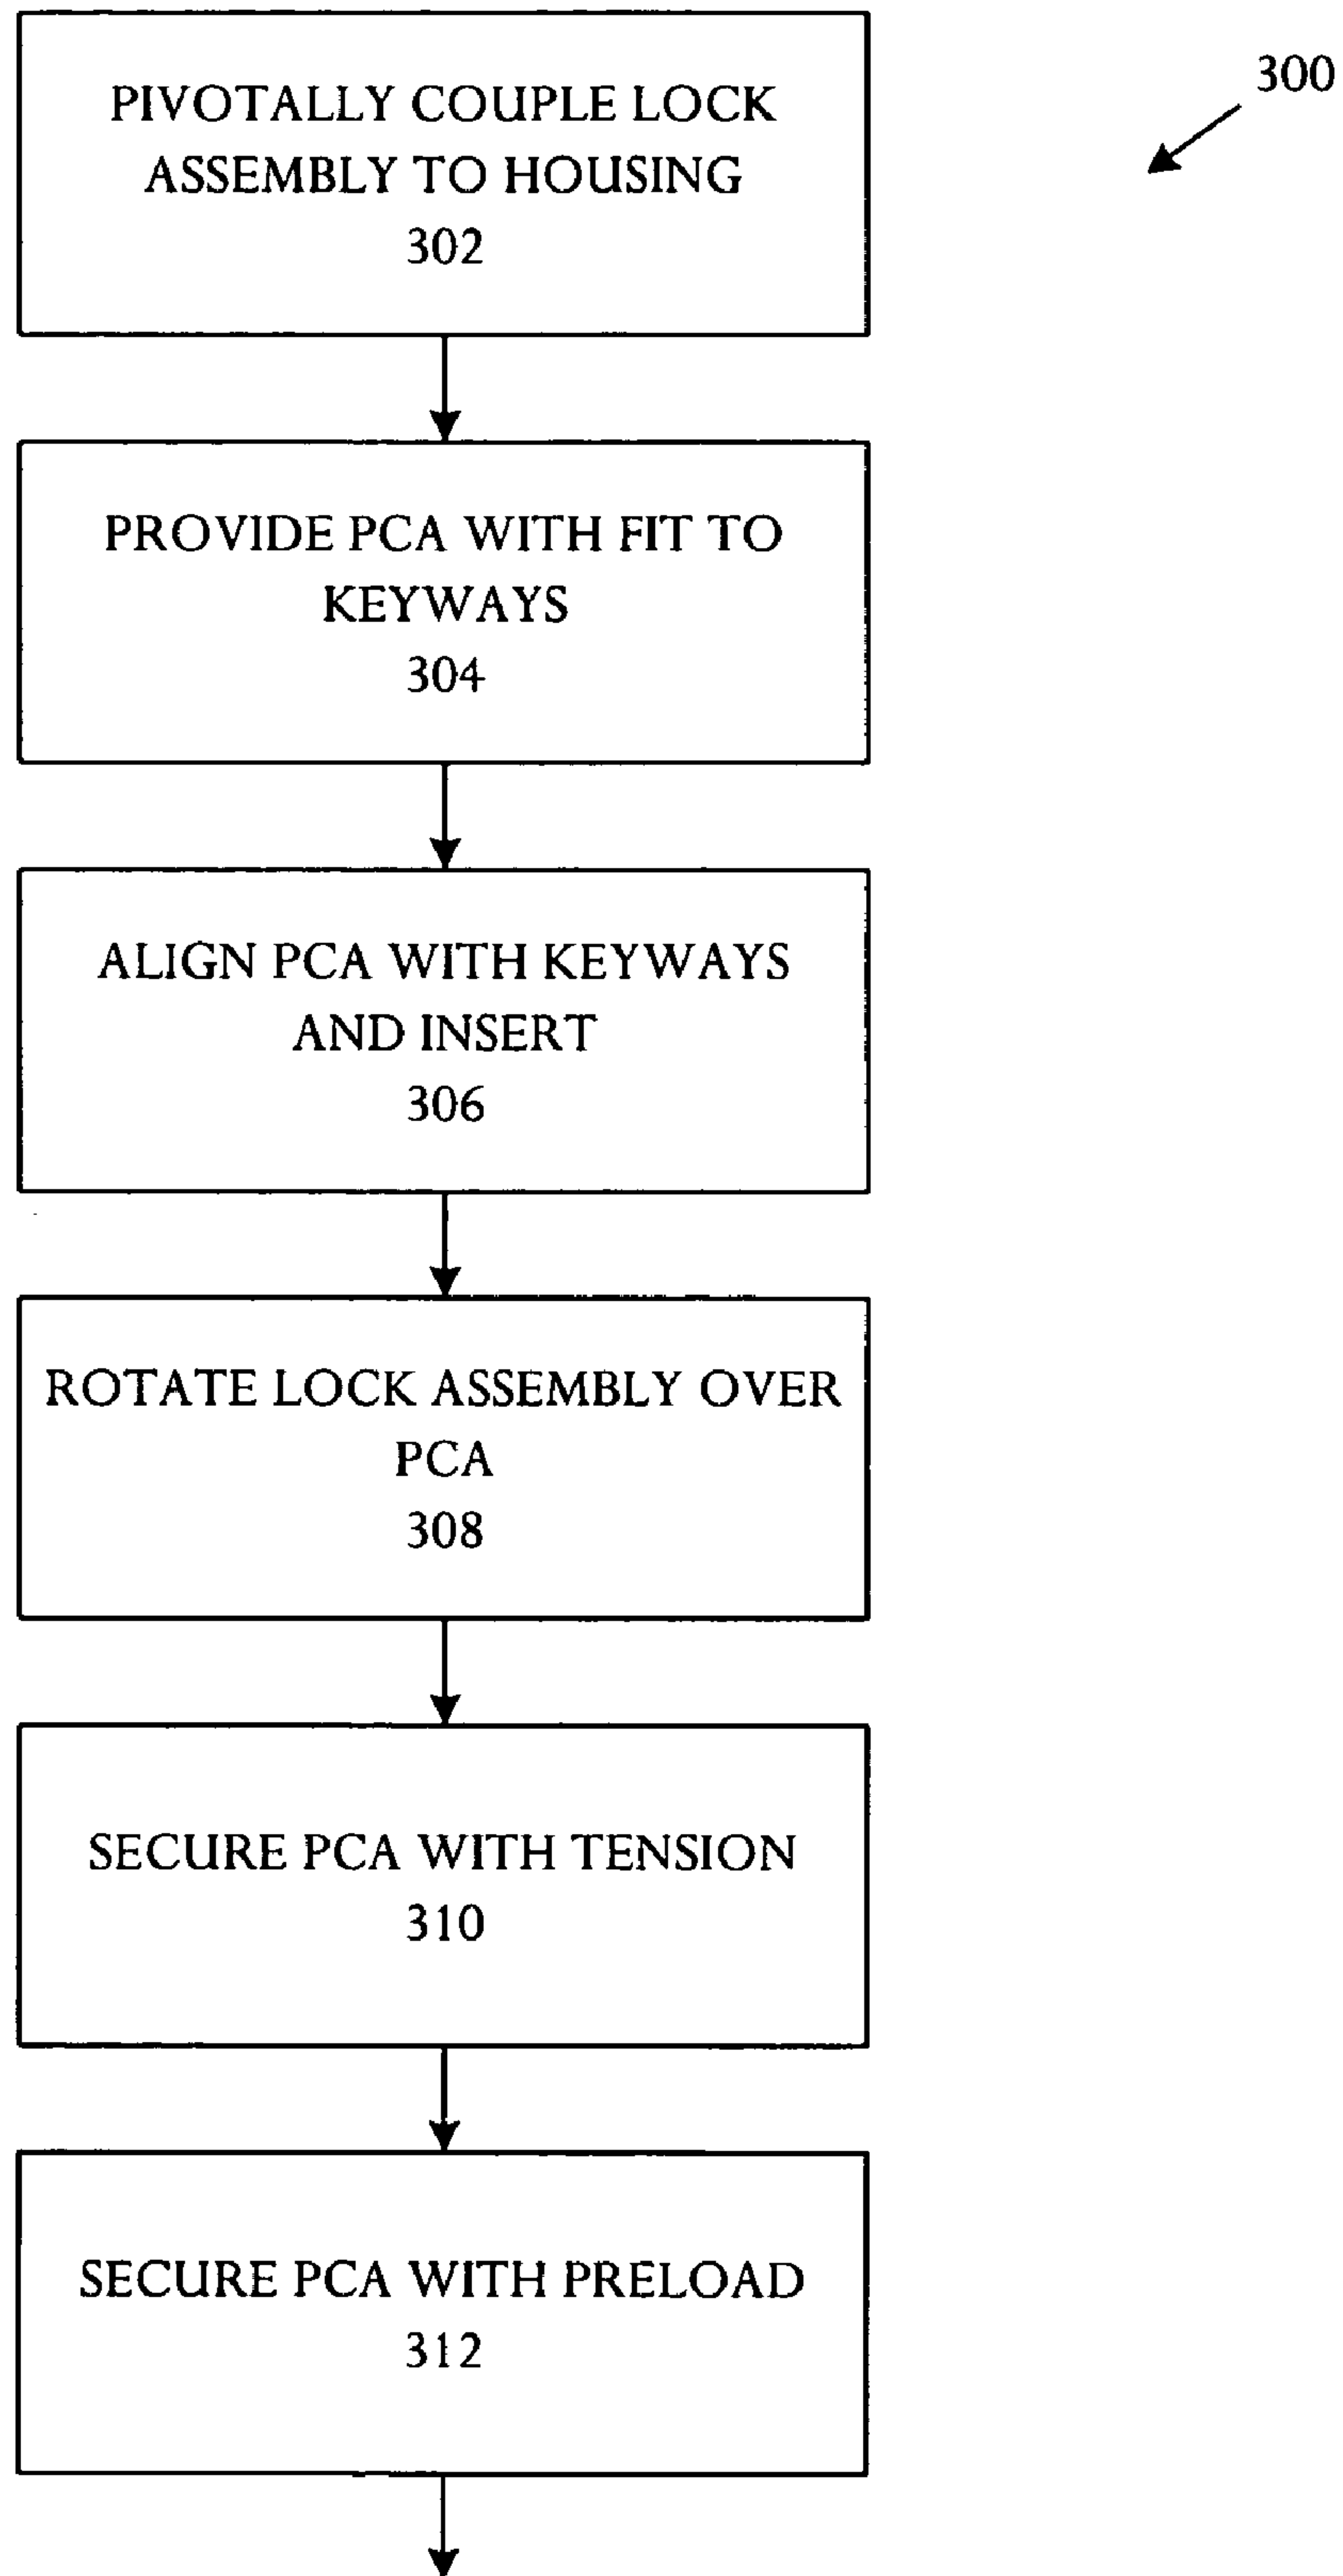 300
PIVOTALLY COUPLE LOCK
ASSEMBLY TO HOUSING
302
PROVIDE PCA WITH FIT TO
KEYWAYS
304
ALIGN PCA WITH KEYWAYS
AND INSERT
306
ROTATE LOCK ASSEMBLY OVER
PCA
308
SECURE PCA WITH TENSION
310
SECURE PCA WITH PRELOAD
312